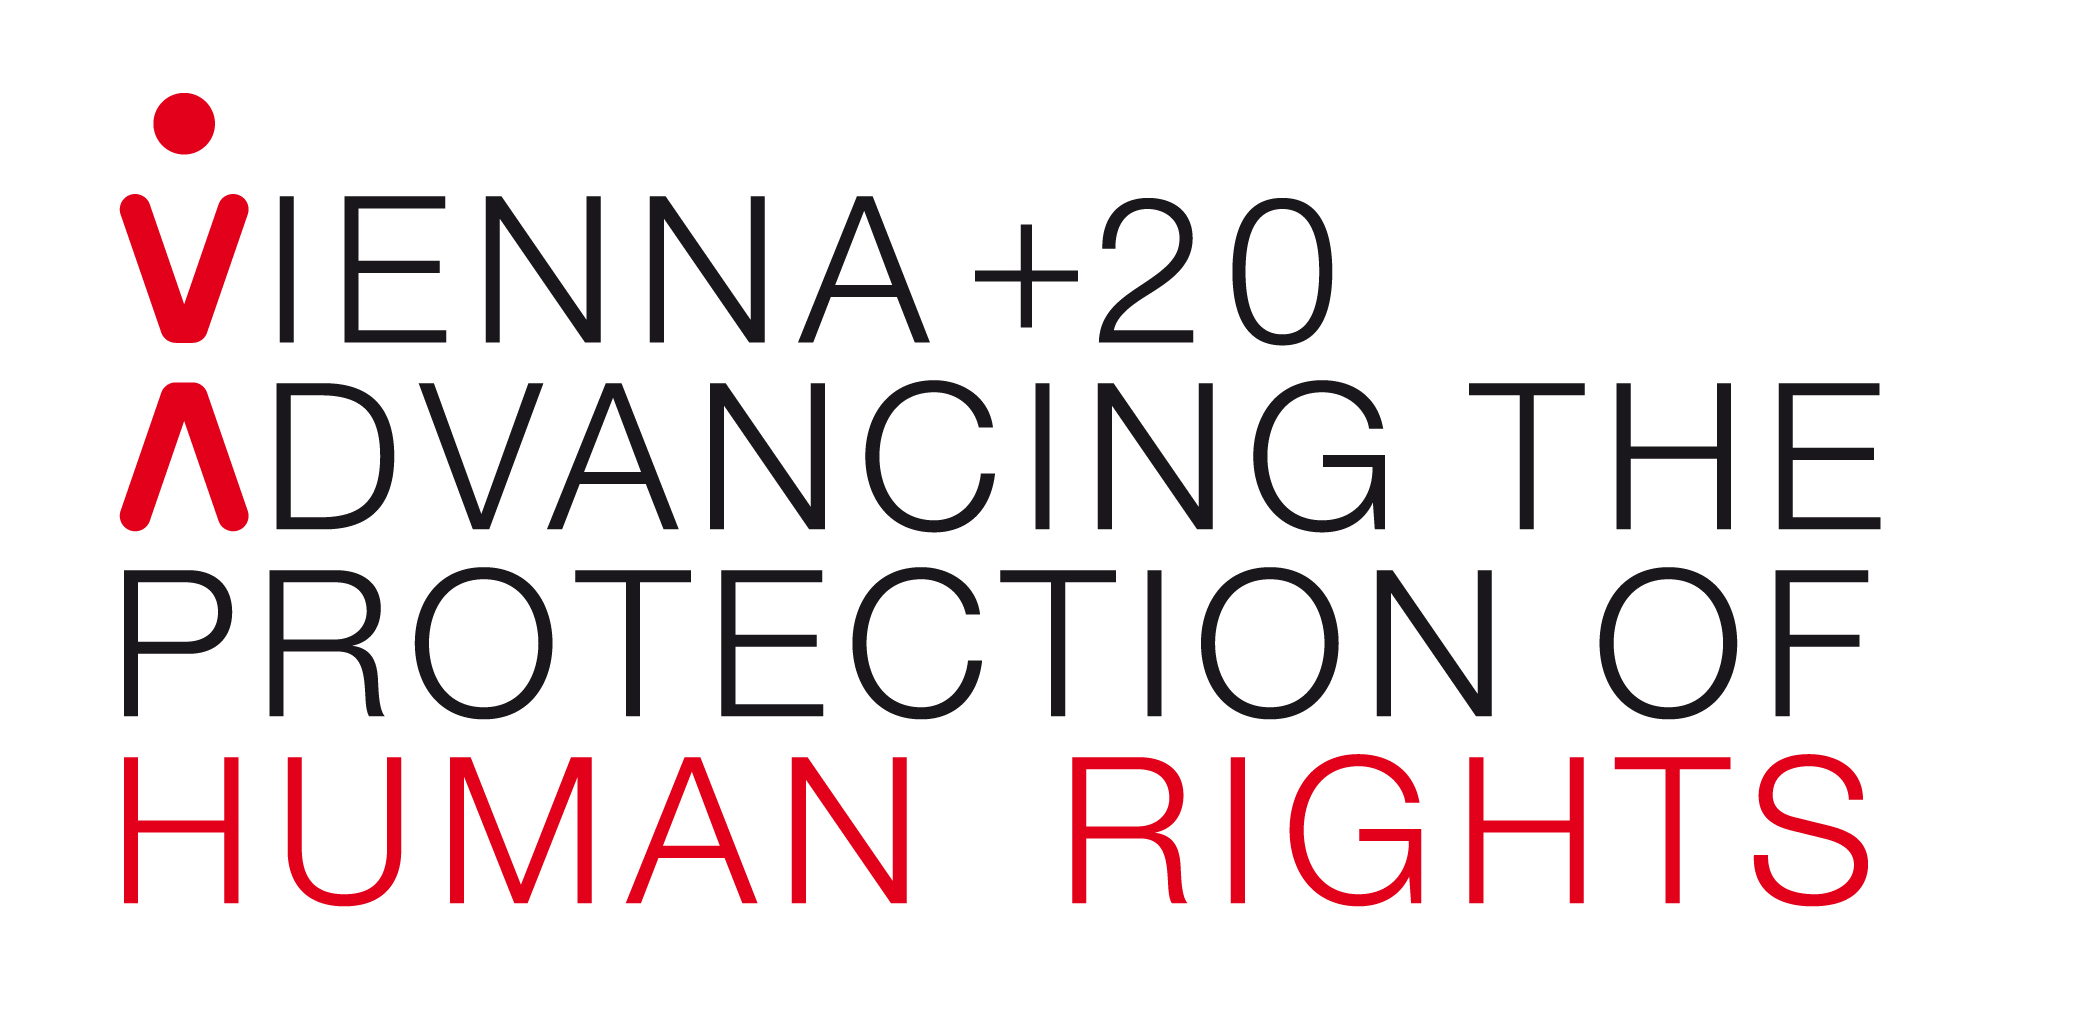 VIENNA +20
ADVANCING THE
PROTECTION OF
HUMAN RIGHTS